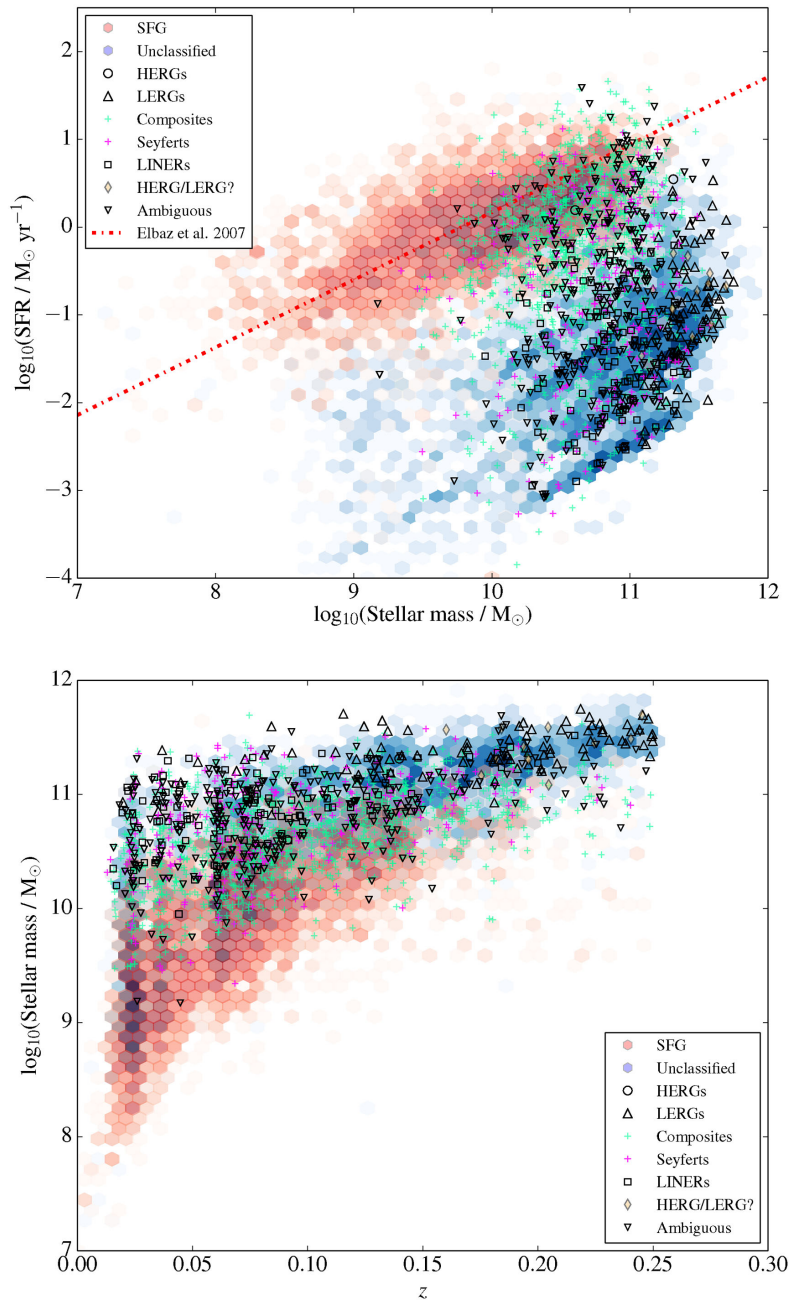 SFG
Unclassified
HERGs
LERGs
Composites
Seyferts
LINERs
HERG/LERG?
Ambiguous
Elbaz et al. 2007
2
1
0
−1
−2
−3
−4
log₁₀(SFR / M⊙ yr⁻¹)
7 8 9 10 11 12
log₁₀(Stellar mass / M⊙)
12
11
10
9
8
7
log₁₀(Stellar mass / M⊙)
SFG
Unclassified
HERGs
LERGs
Composites
Seyferts
LINERs
HERG/LERG?
Ambiguous
0.00 0.05 0.10 0.15 0.20 0.25 0.30
z